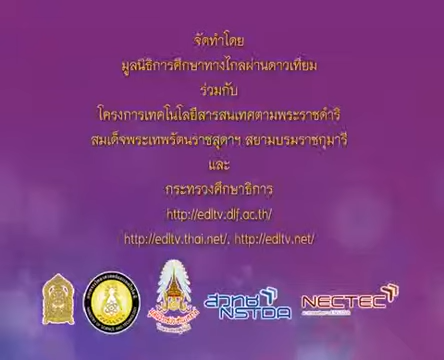 จัดทำโดย
มูลนิธิการศึกษาทางไกลผ่านดาวเทียม
ร่วมกับ
โครงการเทคโนโลยีสารสนเทศตามพระราชดำริ
สมเด็จพระเทพรัตนราชสุดาฯ สยามบรมราชกุมารี
และ
กระทรวงศึกษาธิการ
http://edltv.dlf.ac.th/
http://edltv.thai.net/, http://edltv.net/
สวทช NECTEC
NSTDA